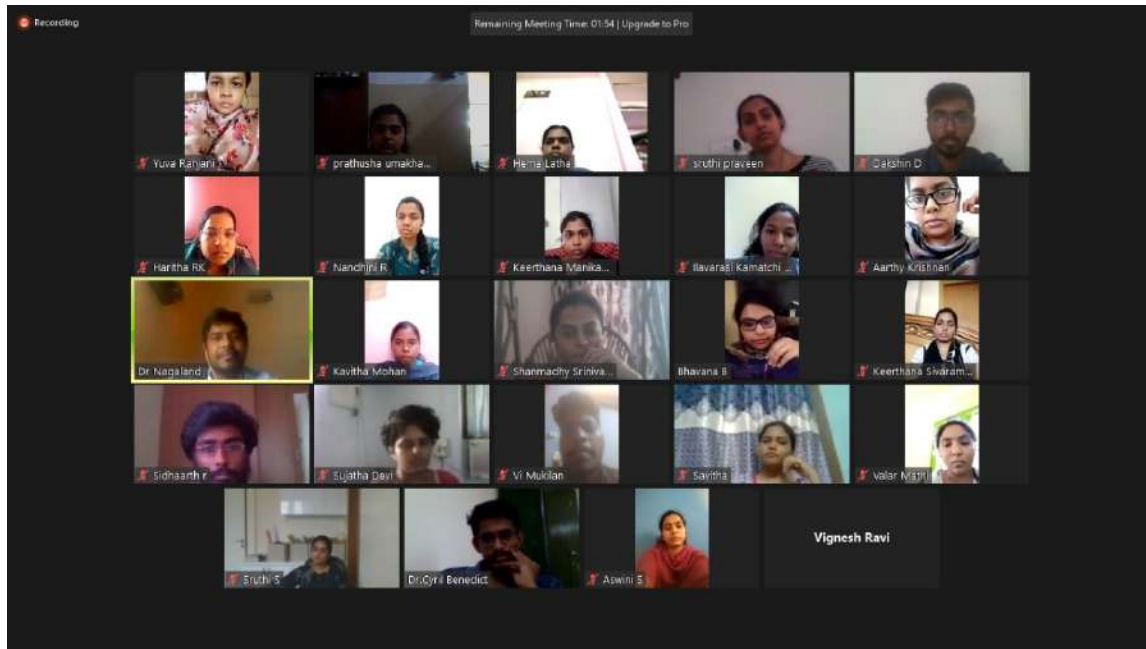 Recording
Remaining Meeting Time: 01:54 | Upgrade to Pro
Yuva Ranjani
prathusha umakha...
Hema Latha
sruthi praveen
Dakshin D
Haritha RK
Nandhini R
Keerthana Manika...
Ilavarasi Kamatchi ...
Aarthy Krishnan
Dr Nagaland
Kavitha Mohan
Shanmadhy Sriniva...
Bhavana B
Keerthana Sivaram...
Sidhaarth r
Sujatha Devi
Vi Mukilan
Savitha
Valar
Sruthi S
Dr.Cyril Benedict
Aswini S
Vignesh Ravi